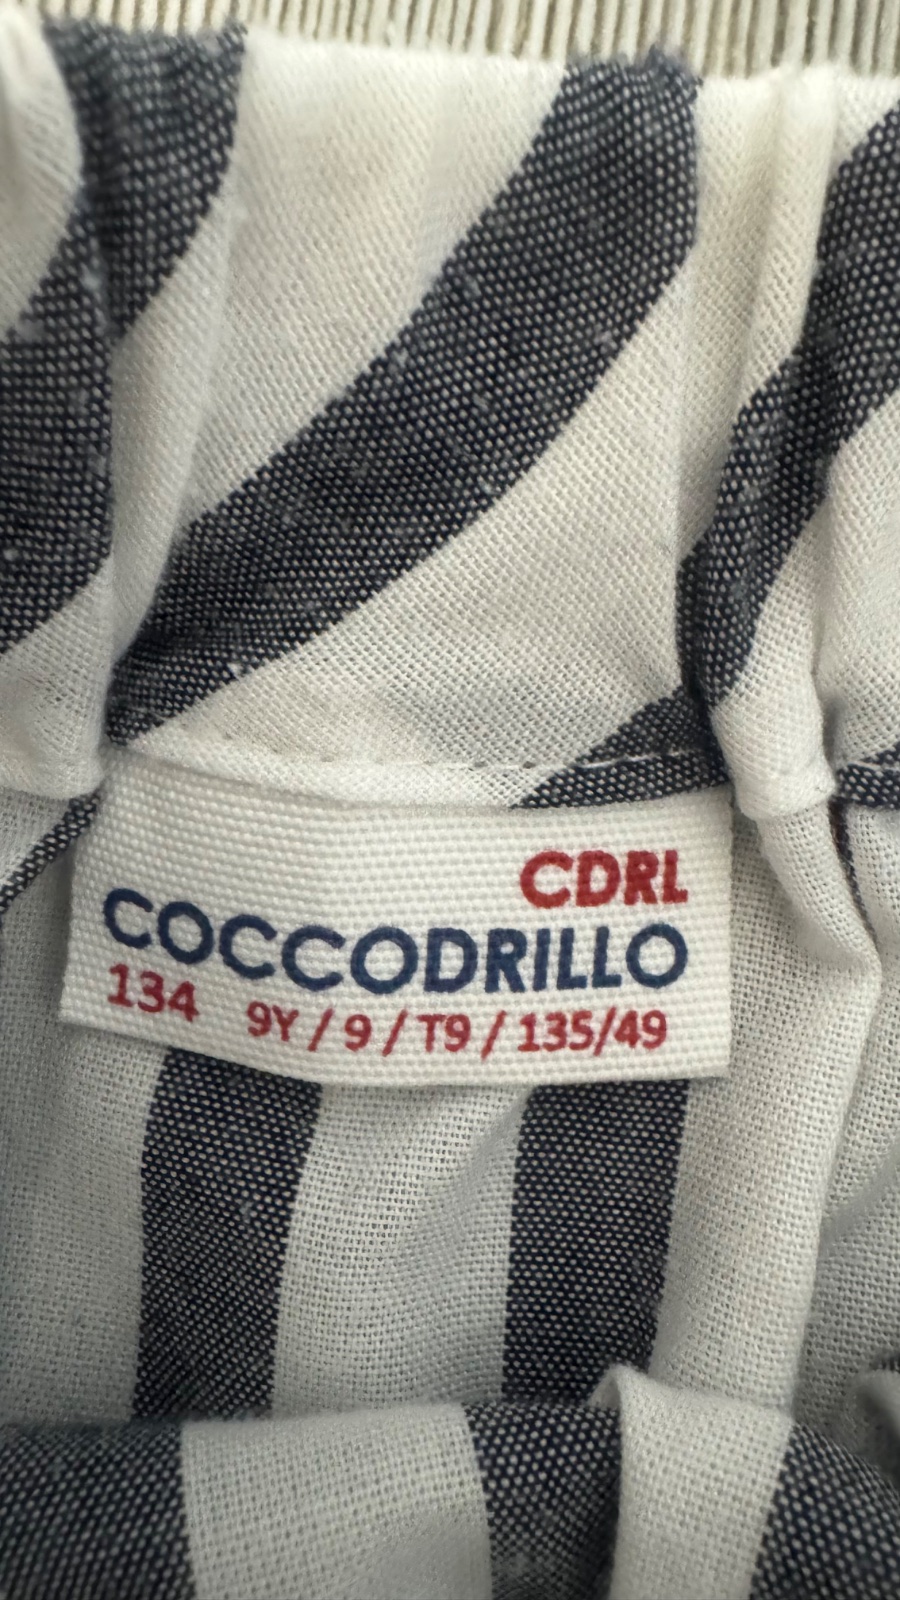 CDRL
COCCODRILLO
134 9Y / 9 / T9 / 135/49